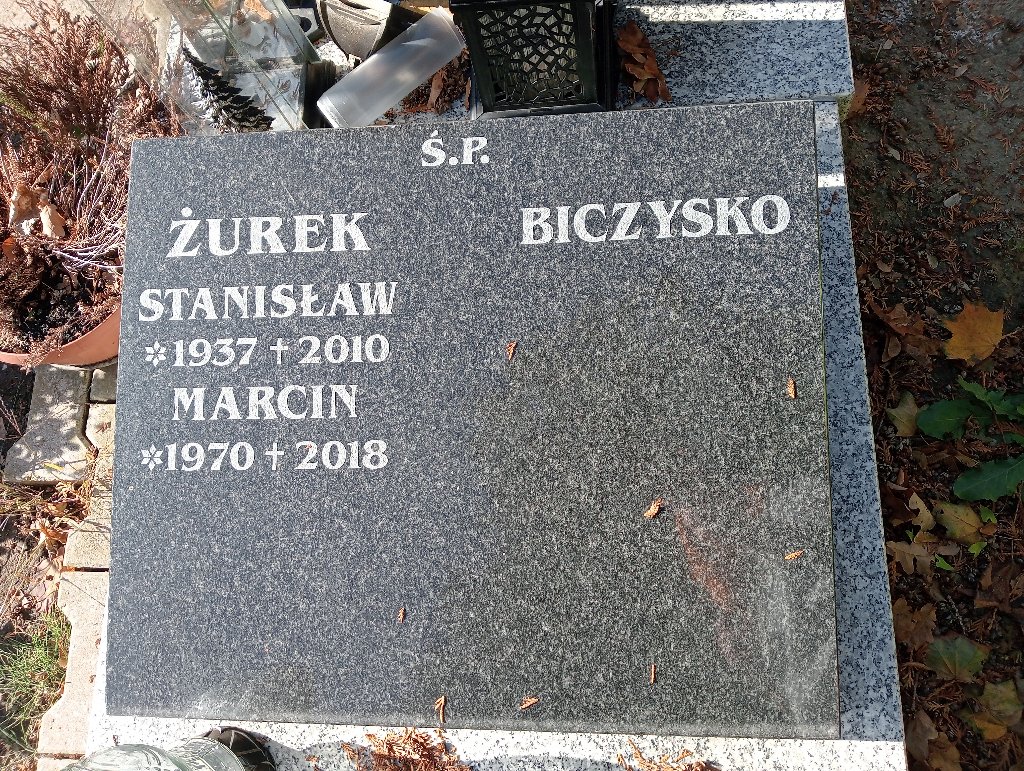 Ś.P.
ŻUREK
STANISŁAW
*1937 †2010
MARCIN
*1970 †2018
BICZYSKO